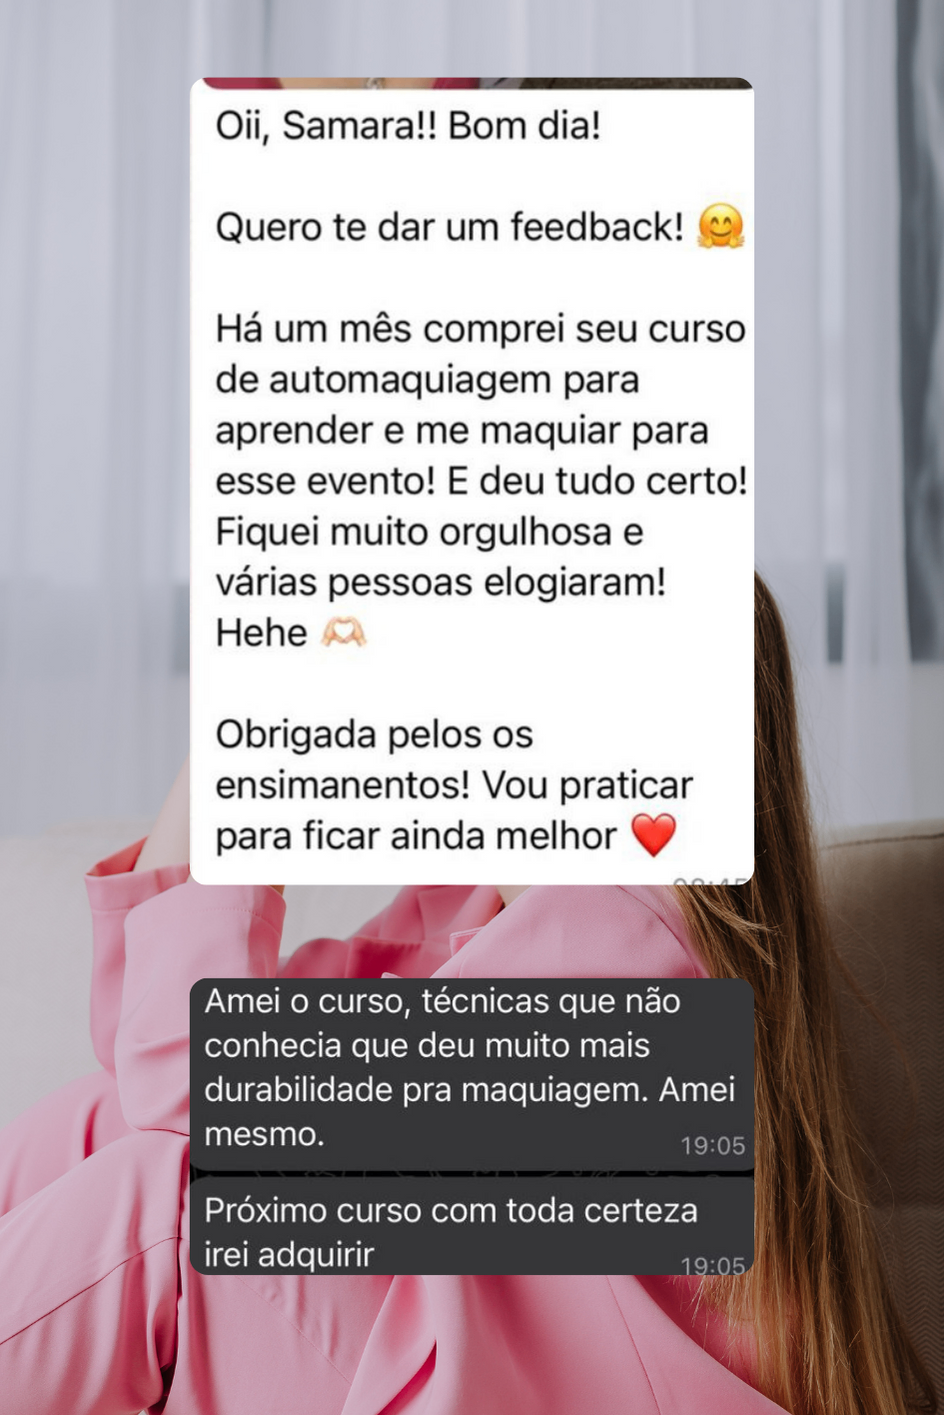 Oii, Samara!! Bom dia!
Quero te dar um feedback! 🤗
Há um mês comprei seu curso
de automaquiagem para
aprender e me maquiar para
esse evento! E deu tudo certo!
Fiquei muito orgulhosa e
várias pessoas elogiaram!
Hehe 🫶🏻
Obrigada pelos os
ensimanentos! Vou praticar
para ficar ainda melhor ❤️
Amei o curso, técnicas que não
conhecia que deu muito mais
durabilidade pra maquiagem. Amei
mesmo.
19:05
Próximo curso com toda certeza
irei adquirir
19:05